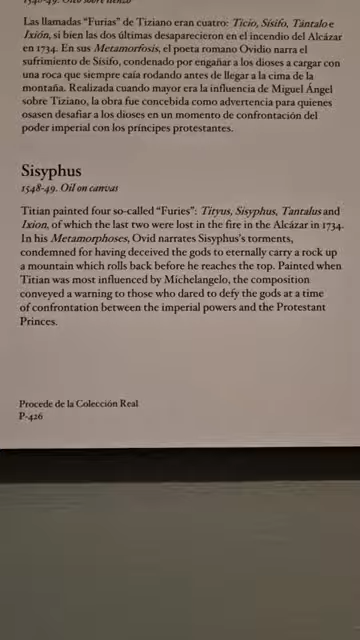 1548-49. Óleo sobre lienzo
Las llamadas “Furias” de Tiziano eran cuatro: Ticio, Sísifo, Tántalo e
Ixión, si bien las dos últimas desaparecieron en el incendio del Alcázar
en 1734. En sus Metamorfosis, el poeta romano Ovidio narra el
sufrimiento de Sísifo, condenado por engañar a los dioses a cargar con
una roca que siempre caía rodando antes de llegar a la cima de la
montaña. Realizada cuando mayor era la influencia de Miguel Ángel
sobre Tiziano, la obra fue concebida como advertencia para quienes
osasen desafiar a los dioses en un momento de confrontación del
poder imperial con los príncipes protestantes.
Sisyphus
1548-49. Oil on canvas
Titian painted four so-called “Furies”: Tityus, Sisyphus, Tantalus and
Ixion, of which the last two were lost in the fire in the Alcázar in 1734.
In his Metamorphoses, Ovid narrates Sisyphus’s torments,
condemned for having deceived the gods to eternally carry a rock up
a mountain which rolls back before he reaches the top. Painted when
Titian was most influenced by Michelangelo, the composition
conveyed a warning to those who dared to defy the gods at a time
of confrontation between the imperial powers and the Protestant
Princes.
Procede de la Colección Real
P-426